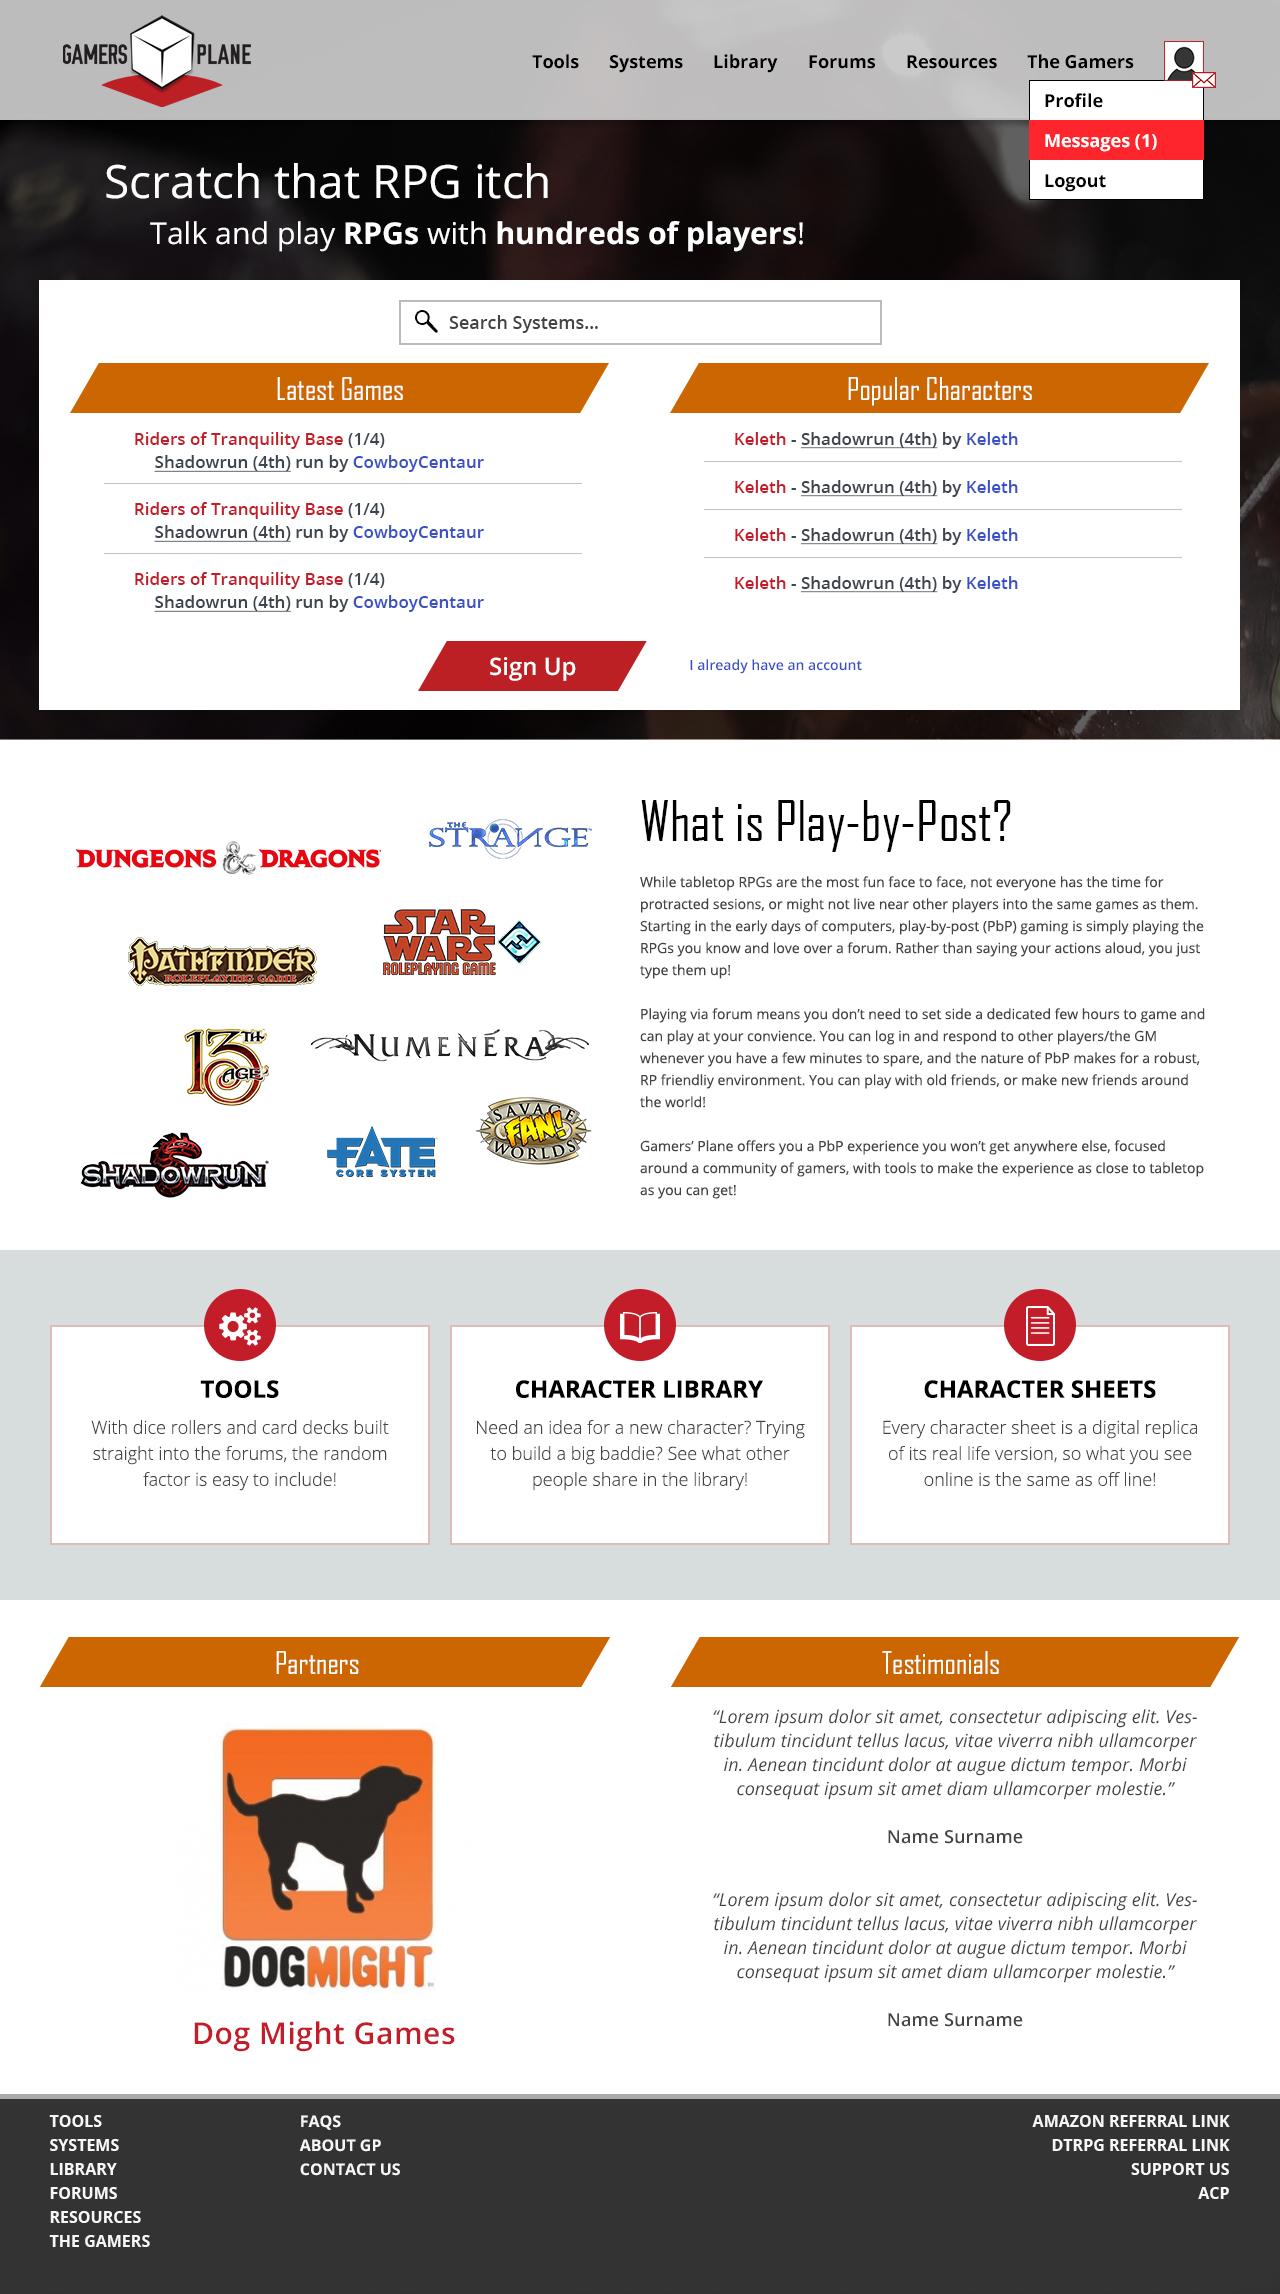 GAMERS PLANE
Tools Systems Library Forums Resources The Gamers
Profile
Messages (1)
Logout
Scratch that RPG itch
Talk and play RPGs with hundreds of players!
Search Systems...
Latest Games
Riders of Tranquility Base (1/4)
Shadowrun (4th) run by CowboyCentaur
Riders of Tranquility Base (1/4)
Shadowrun (4th) run by CowboyCentaur
Riders of Tranquility Base (1/4)
Shadowrun (4th) run by CowboyCentaur
Popular Characters
Keleth - Shadowrun (4th) by Keleth
Keleth - Shadowrun (4th) by Keleth
Keleth - Shadowrun (4th) by Keleth
Keleth - Shadowrun (4th) by Keleth
Sign Up
I already have an account
DUNGEONS & DRAGONS
THE
STRANGE
PATHFINDER
ROLEPLAYING GAME
STAR
WARS
ROLEPLAYING GAME
13TH
AGE
NUMENÉRA
SHADOWRUN
FATE
CORE SYSTEM
SAVAGE
FAN!
WORLDS
What is Play-by-Post?
While tabletop RPGs are the most fun face to face, not everyone has the time for
protracted sesions, or might not live near other players into the same games as them.
Starting in the early days of computers, play-by-post (PbP) gaming is simply playing the
RPGs you know and love over a forum. Rather than saying your actions aloud, you just
type them up!
Playing via forum means you don’t need to set side a dedicated few hours to game and
can play at your convience. You can log in and respond to other players/the GM
whenever you have a few minutes to spare, and the nature of PbP makes for a robust,
RP friendliy environment. You can play with old friends, or make new friends around
the world!
Gamers’ Plane offers you a PbP experience you won’t get anywhere else, focused
around a community of gamers, with tools to make the experience as close to tabletop
as you can get!
TOOLS
With dice rollers and card decks built
straight into the forums, the random
factor is easy to include!
CHARACTER LIBRARY
Need an idea for a new character? Trying
to build a big baddie? See what other
people share in the library!
CHARACTER SHEETS
Every character sheet is a digital replica
of its real life version, so what you see
online is the same as off line!
Partners
DOGMIGHT
Dog Might Games
Testimonials
“Lorem ipsum dolor sit amet, consectetur adipiscing elit. Ves-
tibulum tincidunt tellus lacus, vitae viverra nibh ullamcorper
in. Aenean tincidunt dolor at augue dictum tempor. Morbi
consequat ipsum sit amet diam ullamcorper molestie.”
Name Surname
“Lorem ipsum dolor sit amet, consectetur adipiscing elit. Ves-
tibulum tincidunt tellus lacus, vitae viverra nibh ullamcorper
in. Aenean tincidunt dolor at augue dictum tempor. Morbi
consequat ipsum sit amet diam ullamcorper molestie.”
Name Surname
TOOLS
SYSTEMS
LIBRARY
FORUMS
RESOURCES
THE GAMERS
FAQS
ABOUT GP
CONTACT US
AMAZON REFERRAL LINK
DTRPG REFERRAL LINK
SUPPORT US
ACP